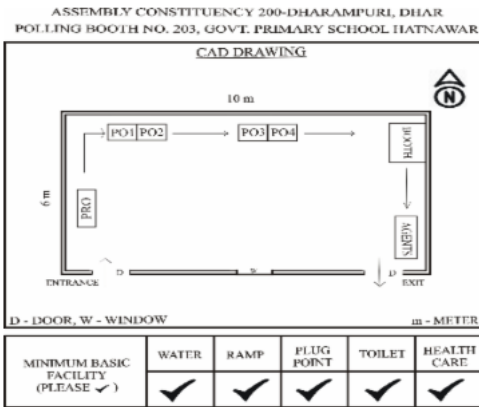 ASSEMBLY CONSTITUENCY 200-DHARAMPURI, DHAR
POLLING BOOTH NO. 203, GOVT. PRIMARY SCHOOL HATNAWAR
CAD DRAWING
N
10 m
PO1 PO2
PO3 PO4
BOOTH
6 m
PRO
AGENTS
D
W
D
ENTRANCE
EXIT
D - DOOR, W - WINDOW
m - METER
MINIMUM BASIC FACILITY (PLEASE ✓)
WATER
RAMP
PLUG POINT
TOILET
HEALTH CARE
✓ ✓ ✓ ✓ ✓